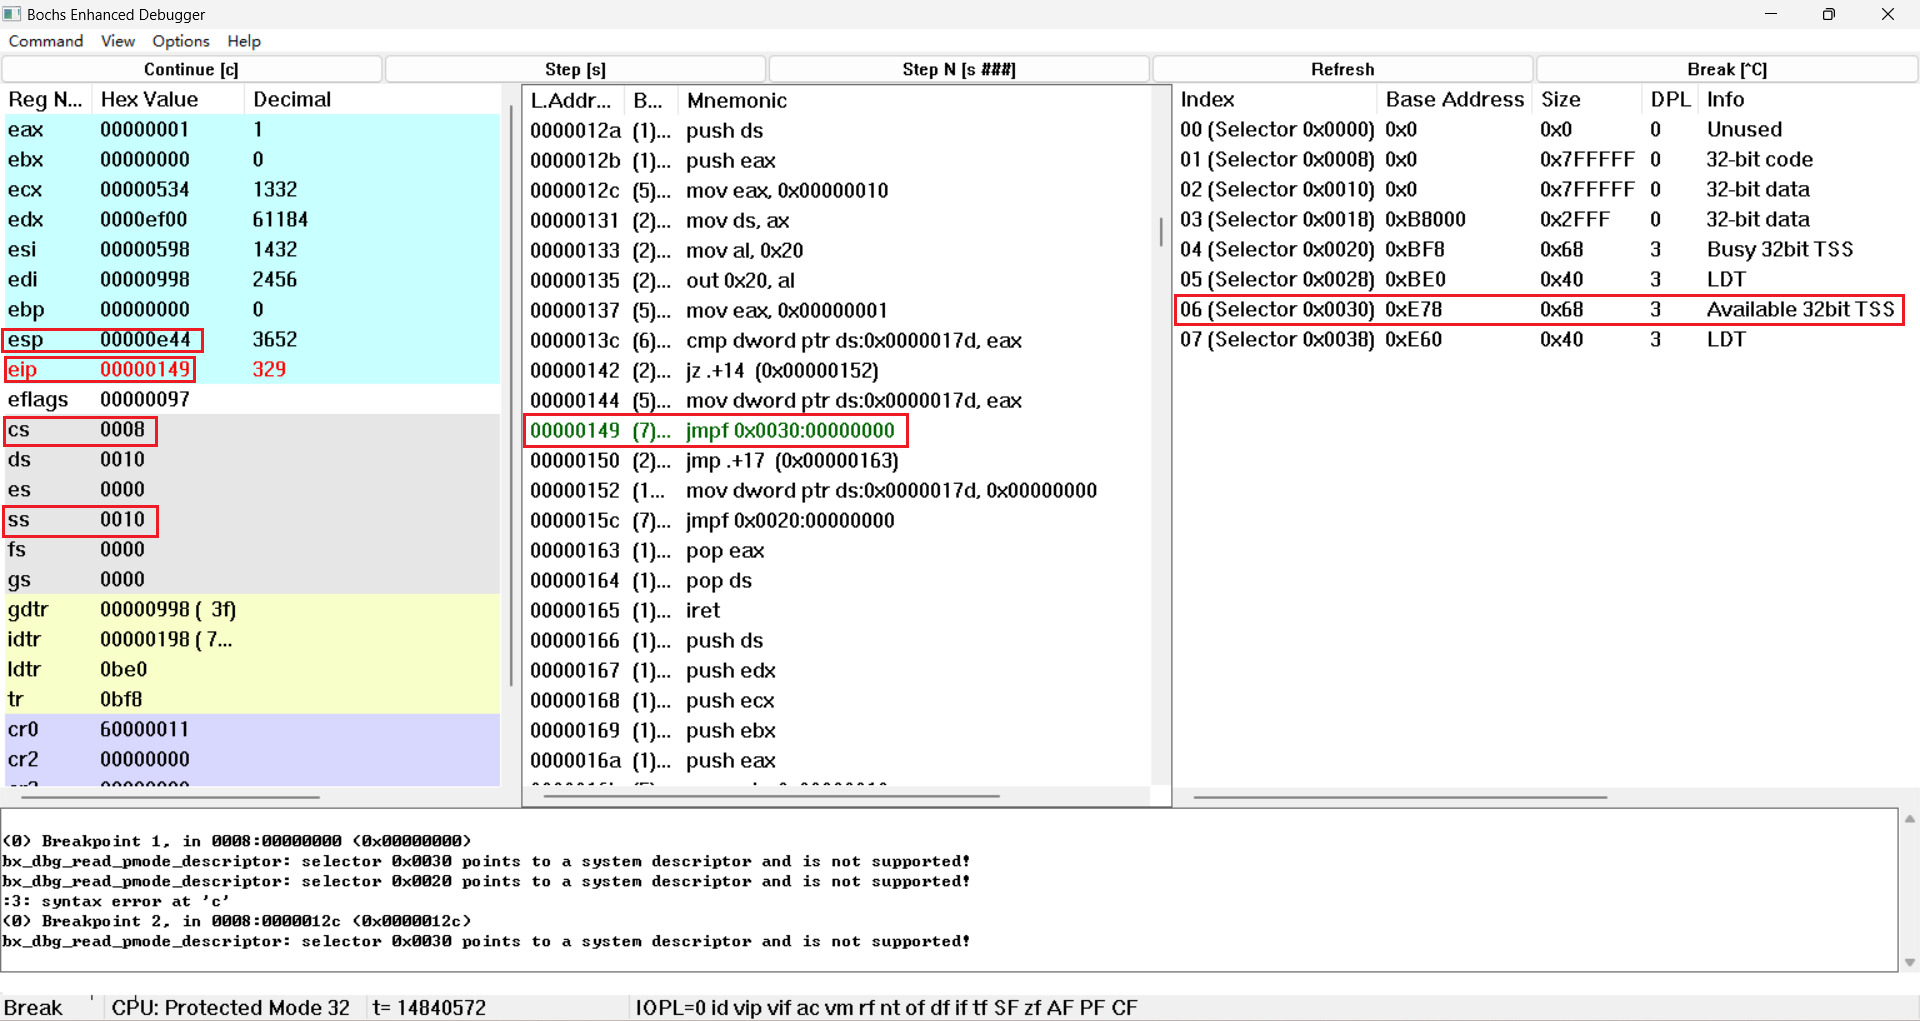 Bochs Enhanced Debugger
Command View Options Help
Continue [c] Step [s] Step N [s ###] Refresh Break [^C]
Reg N... Hex Value Decimal
eax 00000001 1
ebx 00000000 0
ecx 00000534 1332
edx 0000ef00 61184
esi 00000598 1432
edi 00000998 2456
ebp 00000000 0
esp 00000e44 3652
eip 00000149 329
eflags 00000097
cs 0008
ds 0010
es 0000
ss 0010
fs 0000
gs 0000
gdtr 00000998 ( 3f)
idtr 00000198 ( 7...
ldtr 0be0
tr 0bf8
cr0 60000011
cr2 00000000
L.Addr... B... Mnemonic
0000012a (1)... push ds
0000012b (1)... push eax
0000012c (5)... mov eax, 0x00000010
00000131 (2)... mov ds, ax
00000133 (2)... mov al, 0x20
00000135 (2)... out 0x20, al
00000137 (5)... mov eax, 0x00000001
0000013c (6)... cmp dword ptr ds:0x0000017d, eax
00000142 (2)... jz .+14 (0x00000152)
00000144 (5)... mov dword ptr ds:0x0000017d, eax
00000149 (7)... jmpf 0x0030:00000000
00000150 (2)... jmp .+17 (0x00000163)
00000152 (1... mov dword ptr ds:0x0000017d, 0x00000000
0000015c (7)... jmpf 0x0020:00000000
00000163 (1)... pop eax
00000164 (1)... pop ds
00000165 (1)... iret
00000166 (1)... push ds
00000167 (1)... push edx
00000168 (1)... push ecx
00000169 (1)... push ebx
0000016a (1)... push eax
Index Base Address Size DPL Info
00 (Selector 0x0000) 0x0 0x0 0 Unused
01 (Selector 0x0008) 0x0 0x7FFFFF 0 32-bit code
02 (Selector 0x0010) 0x0 0x7FFFFF 0 32-bit data
03 (Selector 0x0018) 0xB8000 0x2FFF 0 32-bit data
04 (Selector 0x0020) 0xBF8 0x68 3 Busy 32bit TSS
05 (Selector 0x0028) 0xBE0 0x40 3 LDT
06 (Selector 0x0030) 0xE78 0x68 3 Available 32bit TSS
07 (Selector 0x0038) 0xE60 0x40 3 LDT
(0) Breakpoint 1, in 0008:00000000 (0x00000000)
bx_dbg_read_pmode_descriptor: selector 0x0030 points to a system descriptor and is not supported!
bx_dbg_read_pmode_descriptor: selector 0x0020 points to a system descriptor and is not supported!
:3: syntax error at 'c'
(0) Breakpoint 2, in 0008:0000012c (0x0000012c)
bx_dbg_read_pmode_descriptor: selector 0x0030 points to a system descriptor and is not supported!
Break CPU: Protected Mode 32 t= 14840572 IOPL=0 id vip vif ac vm rf nt of df if tf SF zf AF PF CF